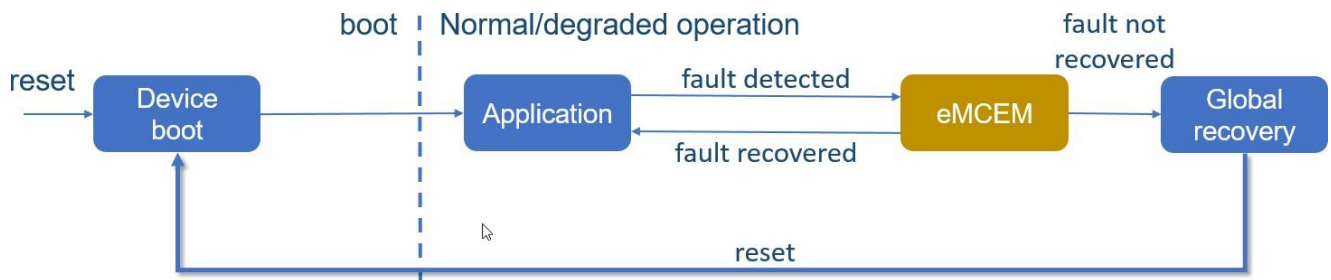 boot
Normal/degraded operation
fault not
recovered
reset
Device
boot
Application
fault detected
fault recovered
eMCEM
Global
recovery
reset